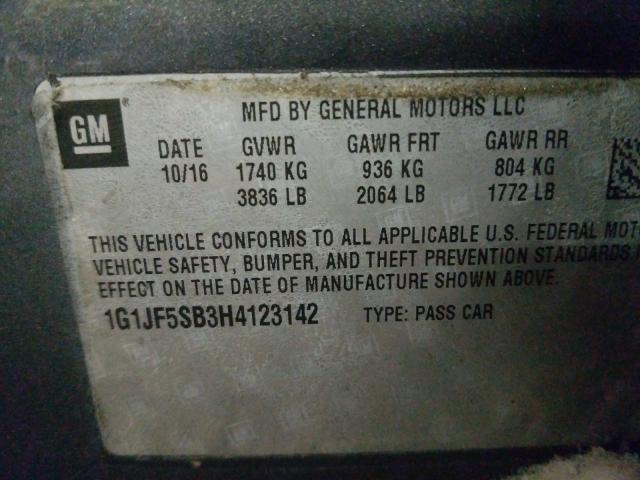 GM
MFD BY GENERAL MOTORS LLC
DATE GVWR GAWR FRT GAWR RR
10/16 1740 KG 936 KG 804 KG
3836 LB 2064 LB 1772 LB
THIS VEHICLE CONFORMS TO ALL APPLICABLE U.S. FEDERAL MOT
VEHICLE SAFETY, BUMPER, AND THEFT PREVENTION STANDARDS
EFFECT ON THE DATE OF MANUFACTURE SHOWN ABOVE.
1G1JF5SB3H4123142 TYPE: PASS CAR